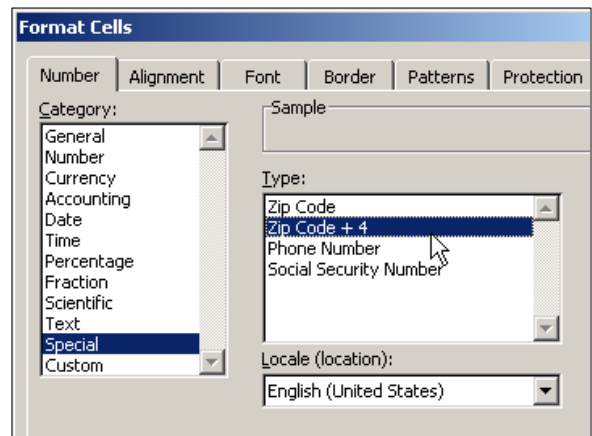 Format Cells
Number Alignment Font Border Patterns Protection
Category:
General
Number
Currency
Accounting
Date
Time
Percentage
Fraction
Scientific
Text
Special
Custom
Sample
Type:
Zip Code
Zip Code + 4
Phone Number
Social Security Number
Locale (location):
English (United States)